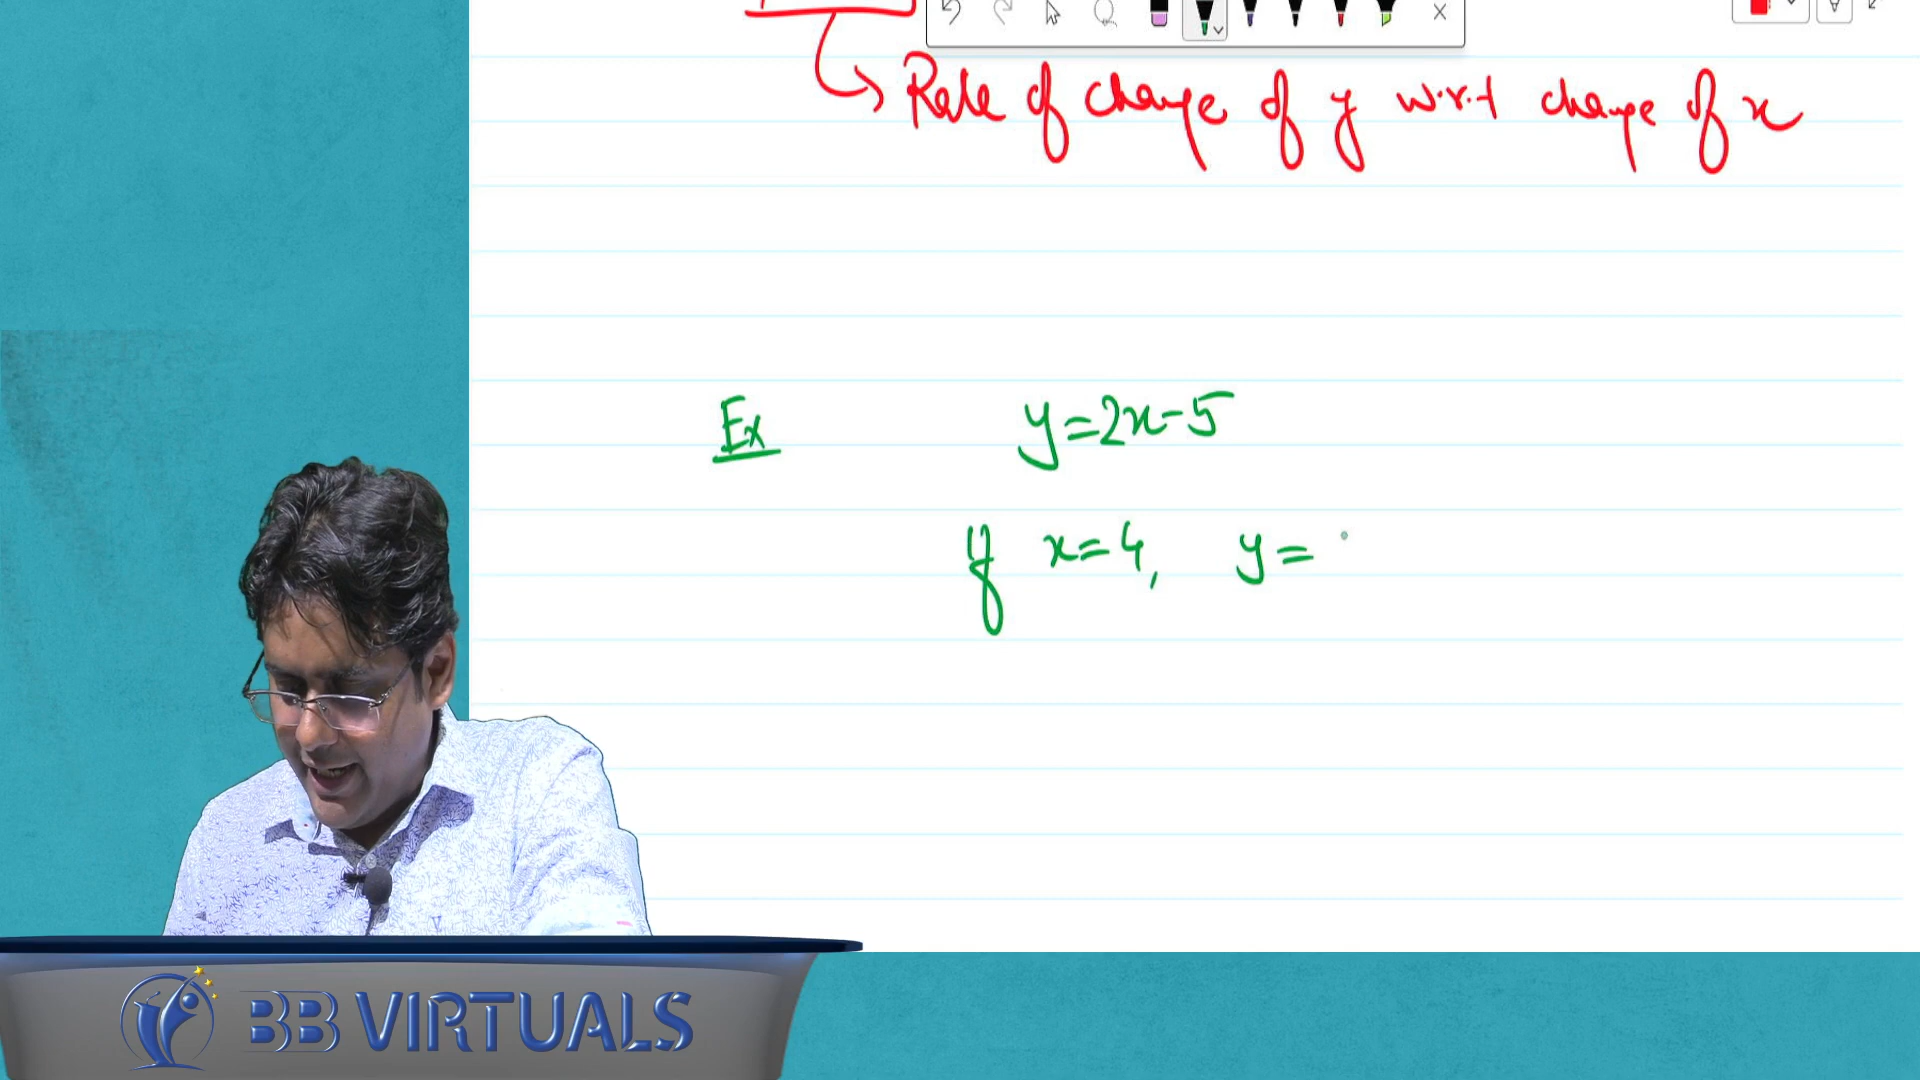 Rate of change of y w.r.t change of x
Ex y=2x-5
If x=4, y=
BB VIRTUALS